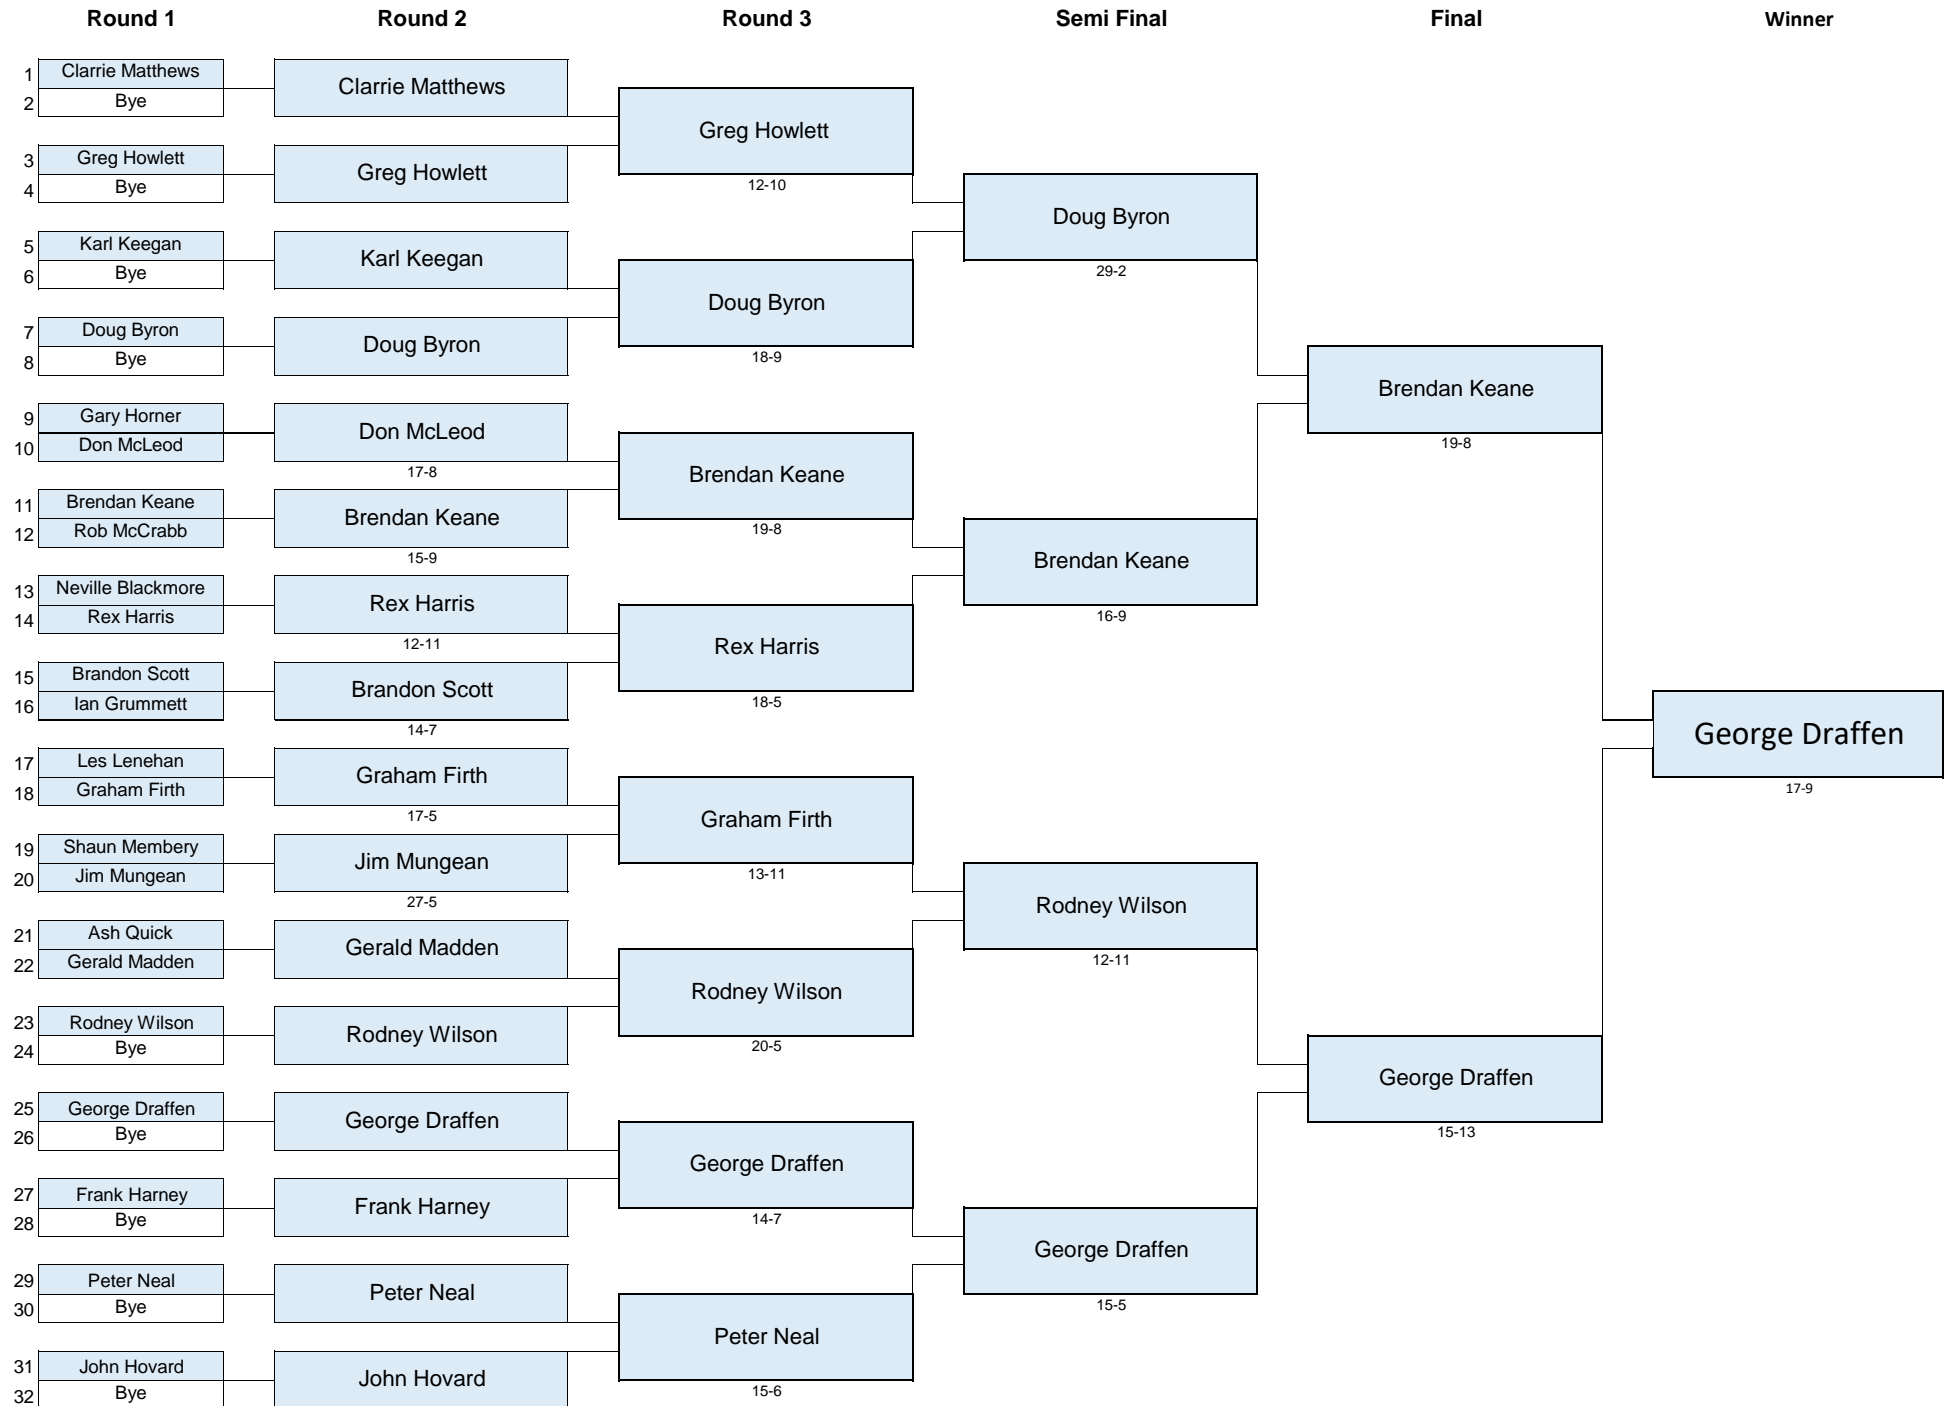 Round 1 Round 2 Round 3 Semi Final Final Winner
1 Clarrie Matthews
2 Bye
Clarrie Matthews
3 Greg Howlett
4 Bye
Greg Howlett
5 Karl Keegan
6 Bye
Karl Keegan
7 Doug Byron
8 Bye
Doug Byron
9 Gary Horner
10 Don McLeod
Don McLeod
17-8
11 Brendan Keane
12 Rob McCrabb
Brendan Keane
15-9
13 Neville Blackmore
14 Rex Harris
Rex Harris
12-11
15 Brandon Scott
16 Ian Grummett
Brandon Scott
14-7
17 Les Lenehan
18 Graham Firth
Graham Firth
17-5
19 Shaun Membery
20 Jim Mungean
Jim Mungean
27-5
21 Ash Quick
22 Gerald Madden
Gerald Madden
23 Rodney Wilson
24 Bye
Rodney Wilson
25 George Draffen
26 Bye
George Draffen
27 Frank Harney
28 Bye
Frank Harney
29 Peter Neal
30 Bye
Peter Neal
31 John Hovard
32 Bye
John Hovard
Greg Howlett
12-10
Doug Byron
18-9
Brendan Keane
19-8
Rex Harris
18-5
Graham Firth
13-11
Rodney Wilson
20-5
George Draffen
14-7
Peter Neal
15-6
Doug Byron
29-2
Brendan Keane
16-9
Rodney Wilson
12-11
George Draffen
15-5
Brendan Keane
19-8
George Draffen
15-13
George Draffen
17-9